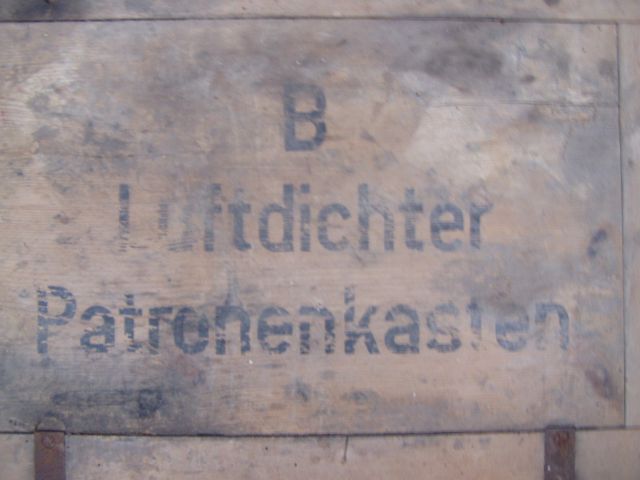 B
Luftdichter
Patronenkasten